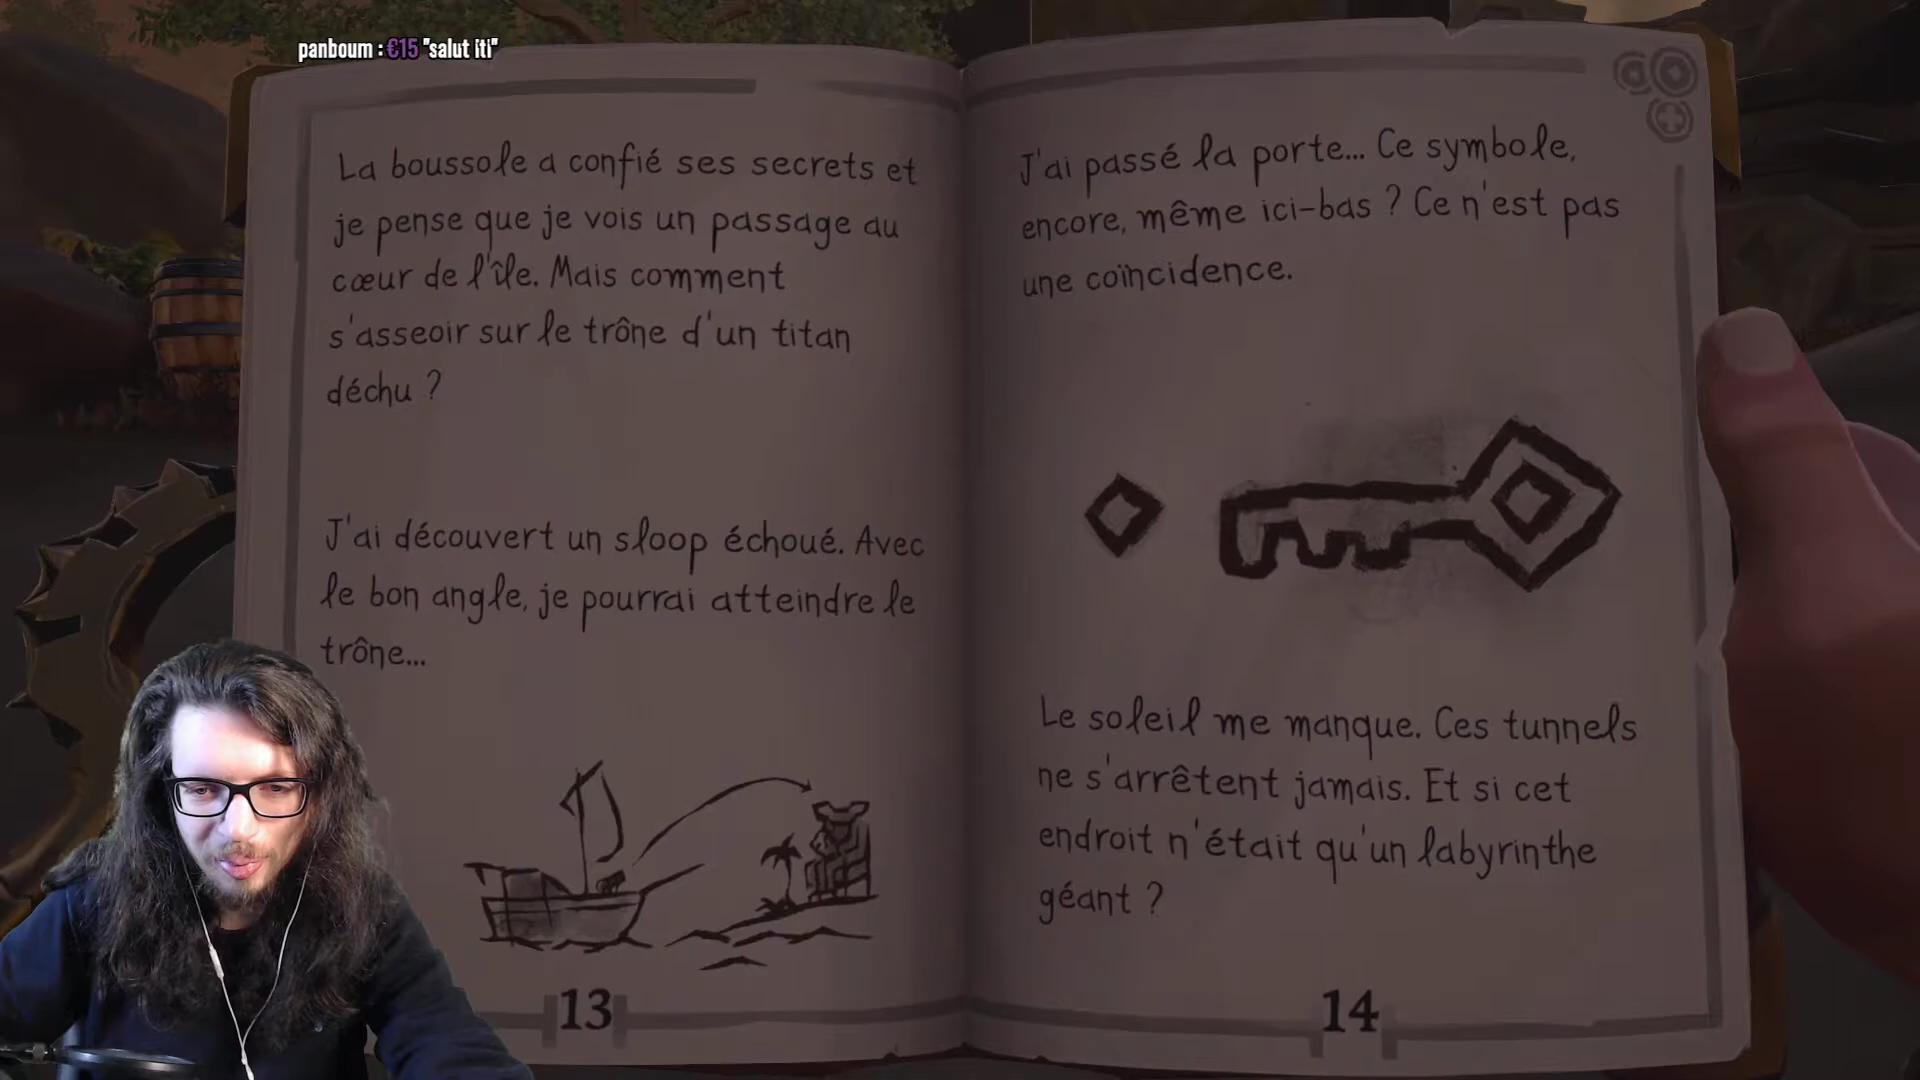 panboum : €15 "salut iti"
La boussole a confié ses secrets et
je pense que je vois un passage au
cœur de l'île. Mais comment
s'asseoir sur le trône d'un titan
déchu ?
J'ai découvert un sloop échoué. Avec
le bon angle, je pourrai atteindre le
trône...
13
J'ai passé la porte... Ce symbole,
encore, même ici-bas ? Ce n'est pas
une coïncidence.
Le soleil me manque. Ces tunnels
ne s'arrêtent jamais. Et si cet
endroit n'était qu'un labyrinthe
géant ?
14